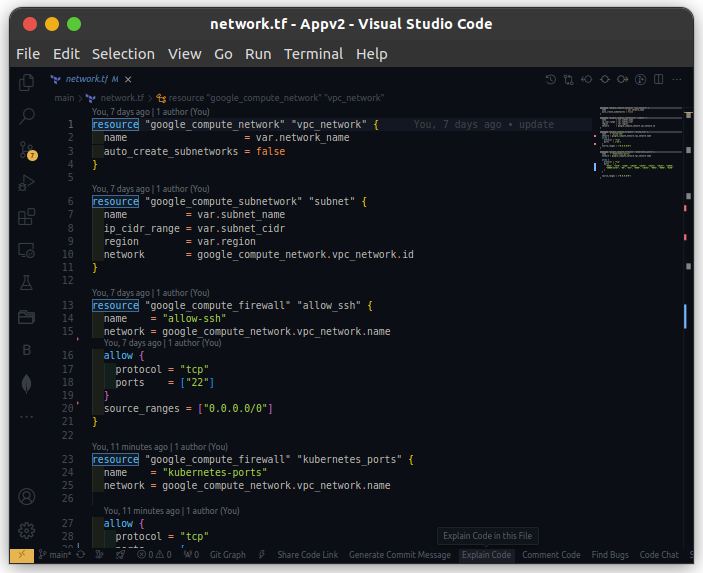 network.tf - Appv2 - Visual Studio Code
File Edit Selection View Go Run Terminal Help
network.tf M ×
main > network.tf > resource "google_compute_network" "vpc_network"
You, 7 days ago | 1 author (You)
1 resource "google_compute_network" "vpc_network" { You, 7 days ago • update
2 name = var.network_name
3 auto_create_subnetworks = false
4 }
5
You, 7 days ago | 1 author (You)
6 resource "google_compute_subnetwork" "subnet" {
7 name = var.subnet_name
8 ip_cidr_range = var.subnet_cidr
9 region = var.region
10 network = google_compute_network.vpc_network.id
11 }
12
You, 7 days ago | 1 author (You)
13 resource "google_compute_firewall" "allow_ssh" {
14 name = "allow-ssh"
15 network = google_compute_network.vpc_network.name
You, 7 days ago | 1 author (You)
16 allow {
17 protocol = "tcp"
18 ports = ["22"]
19 }
20 source_ranges = ["0.0.0.0/0"]
21 }
22
You, 11 minutes ago | 1 author (You)
23 resource "google_compute_firewall" "kubernetes_ports" {
24 name = "kubernetes-ports"
25 network = google_compute_network.vpc_network.name
26
You, 11 minutes ago | 1 author (You)
27 allow {
28 protocol = "tcp"
7
B
Explain Code in this File
main* 0 0 0 Git Graph Share Code Link Generate Commit Message Explain Code Comment Code Find Bugs Code Chat S